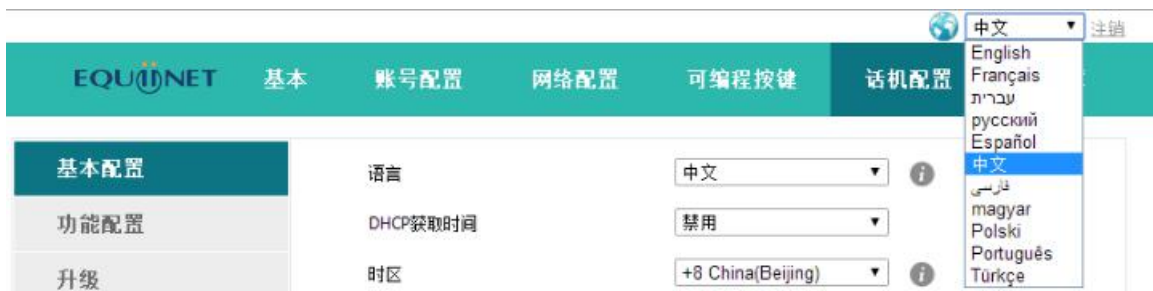 中文 注销
English
Français
עברית
русский
Español
中文
فارسی
magyar
Polski
Português
Türkçe
EQUIINET 基本 账号配置 网络配置 可编程按键 话机配置
基本配置 语言 中文
功能配置 DHCP获取时间 禁用
升级 时区 +8 China(Beijing)